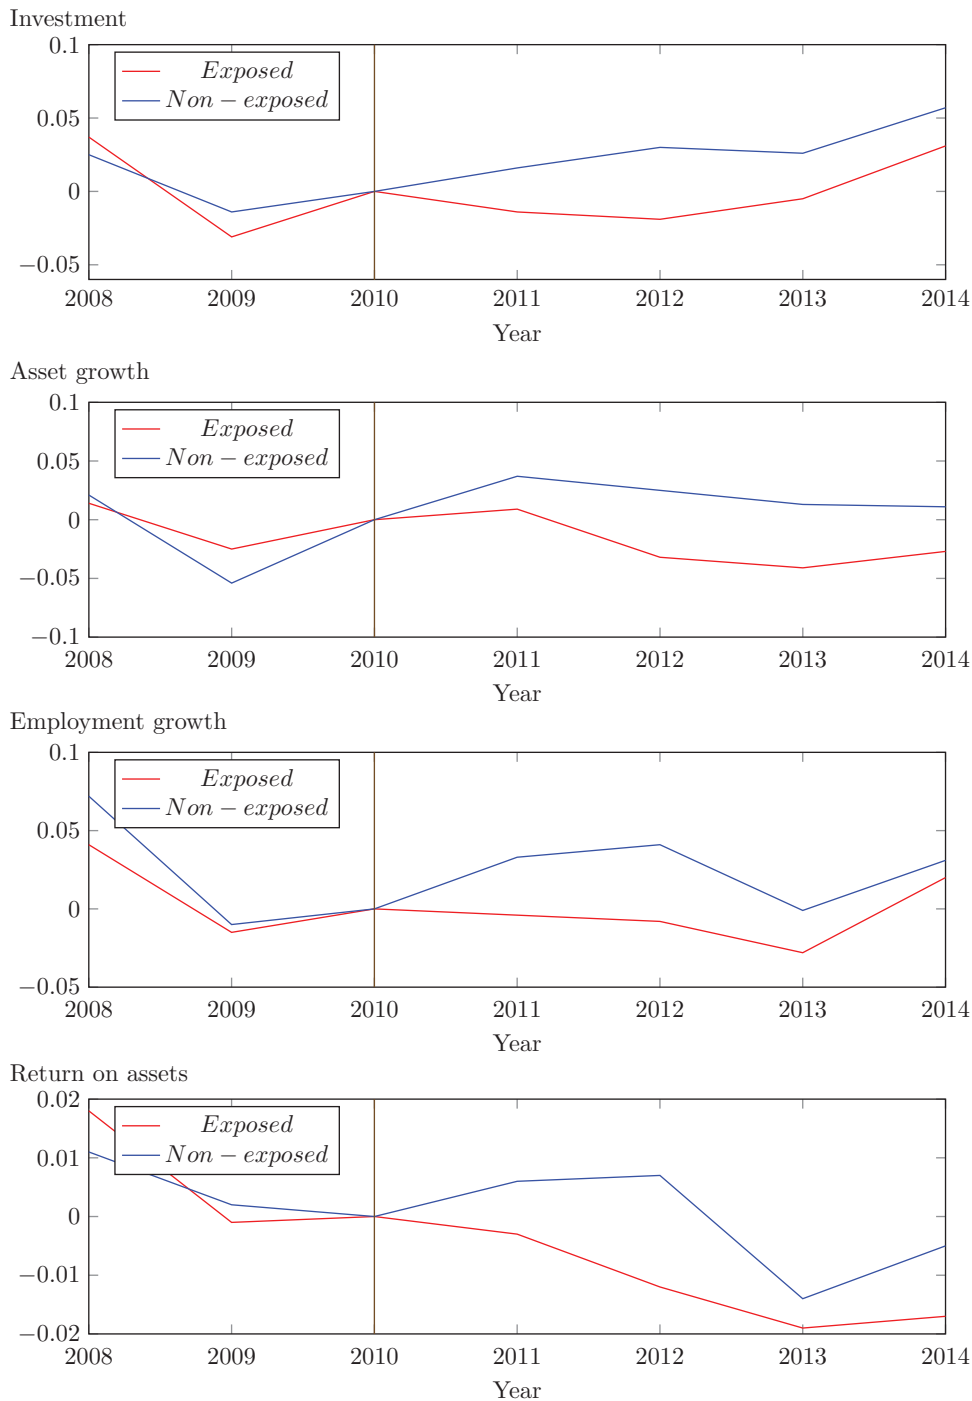 Investment
0.1
0.05
0
−0.05
Exposed
Non − exposed
2008 2009 2010 2011 2012 2013 2014
Year
Asset growth
0.1
0.05
0
−0.05
−0.1
Exposed
Non − exposed
2008 2009 2010 2011 2012 2013 2014
Year
Employment growth
0.1
0.05
0
−0.05
Exposed
Non − exposed
2008 2009 2010 2011 2012 2013 2014
Year
Return on assets
0.02
0.01
0
−0.01
−0.02
Exposed
Non − exposed
2008 2009 2010 2011 2012 2013 2014
Year